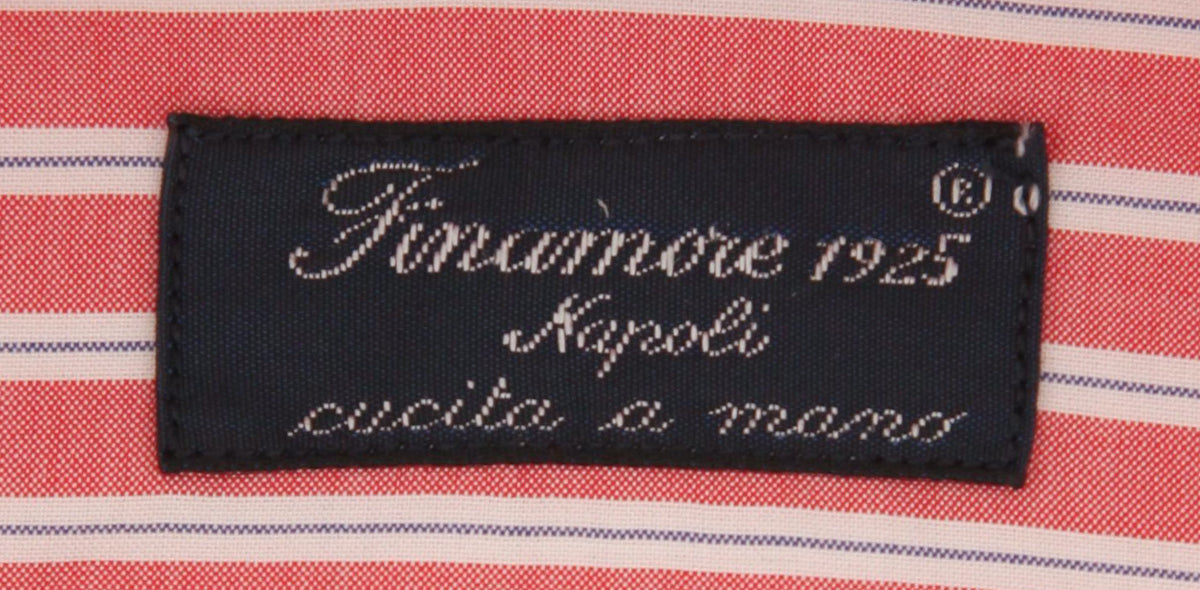 Finamore 1925 ®
Napoli
cucita a mano